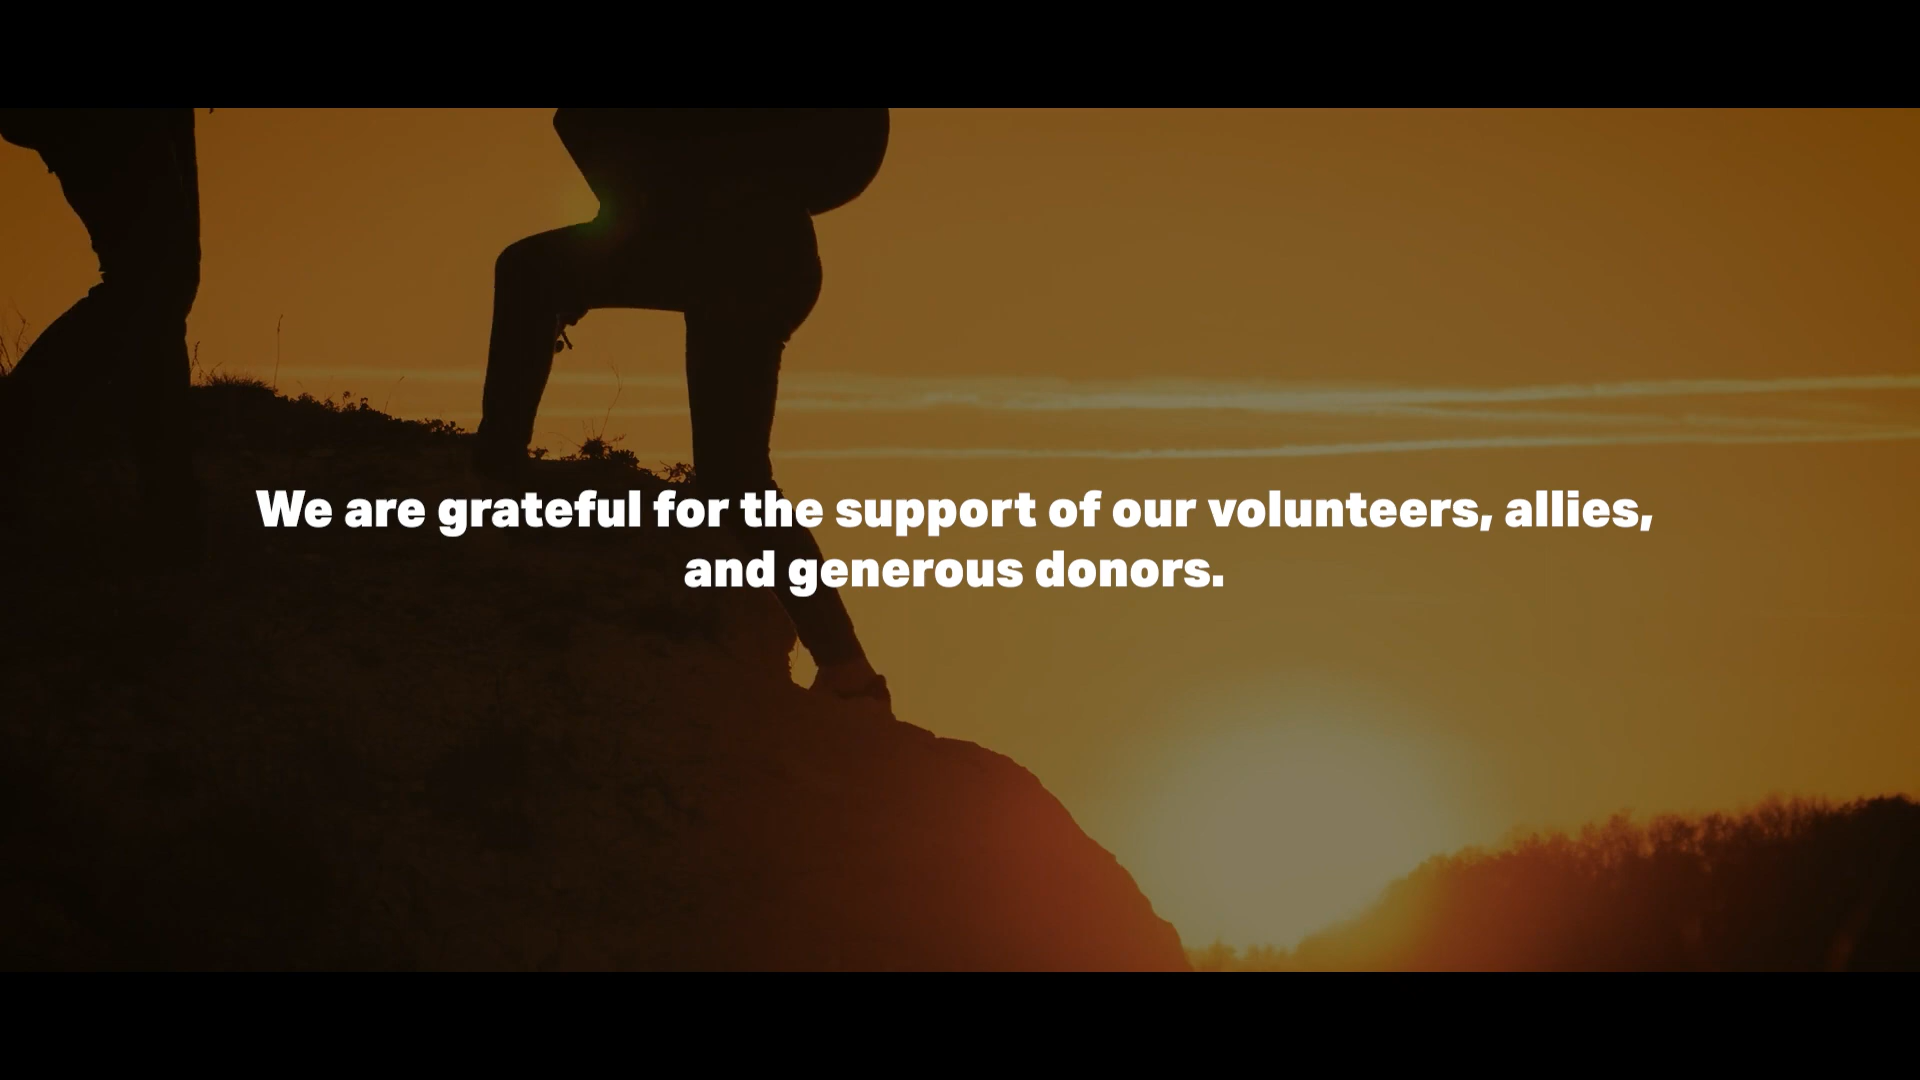 We are grateful for the support of our volunteers, allies,
and generous donors.